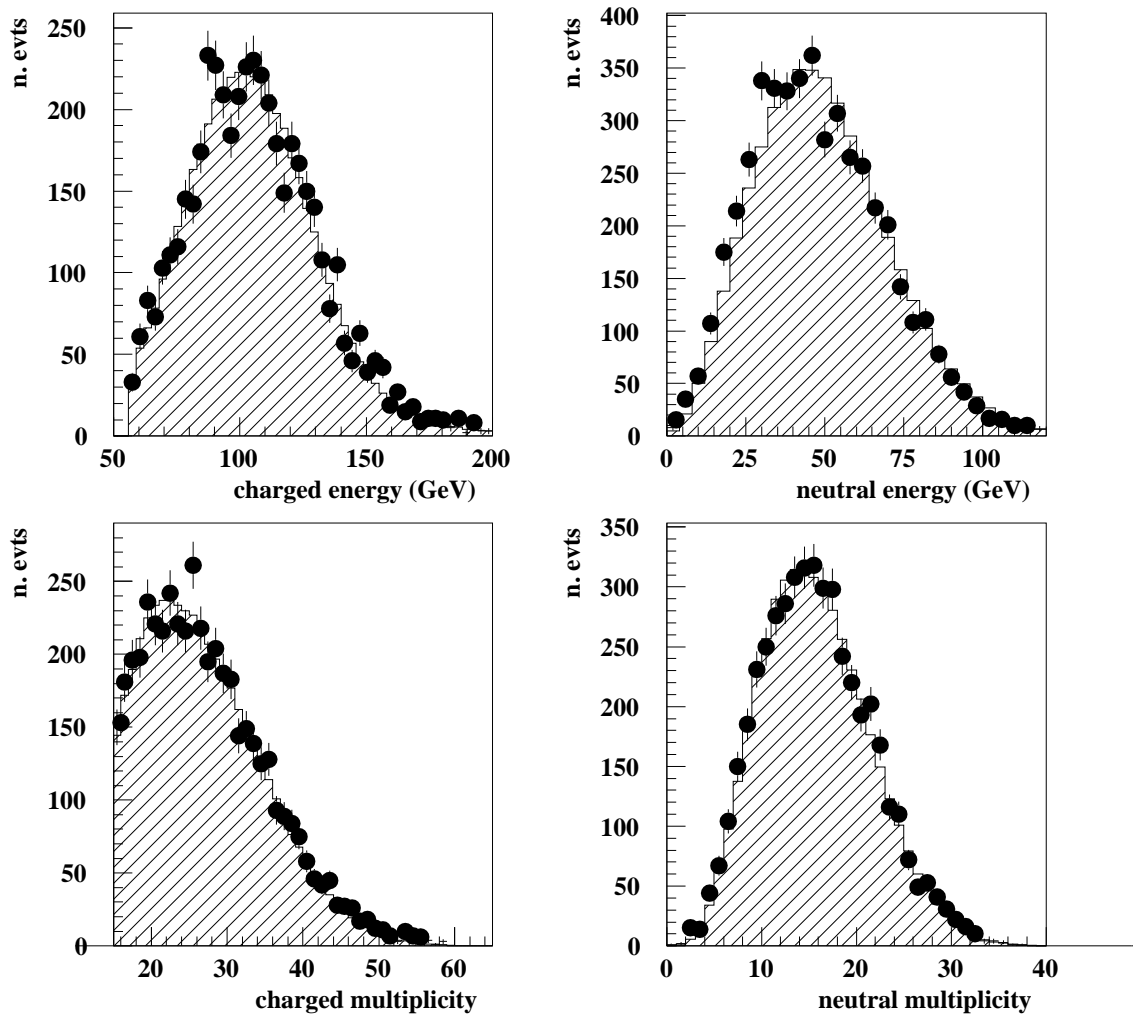 n. evts
250
200
150
100
50
0
50 100 150 200
charged energy (GeV)
n. evts
400
350
300
250
200
150
100
50
0
0 25 50 75 100
neutral energy (GeV)
n. evts
250
200
150
100
50
0
20 30 40 50 60
charged multiplicity
n. evts
350
300
250
200
150
100
50
0
0 10 20 30 40
neutral multiplicity